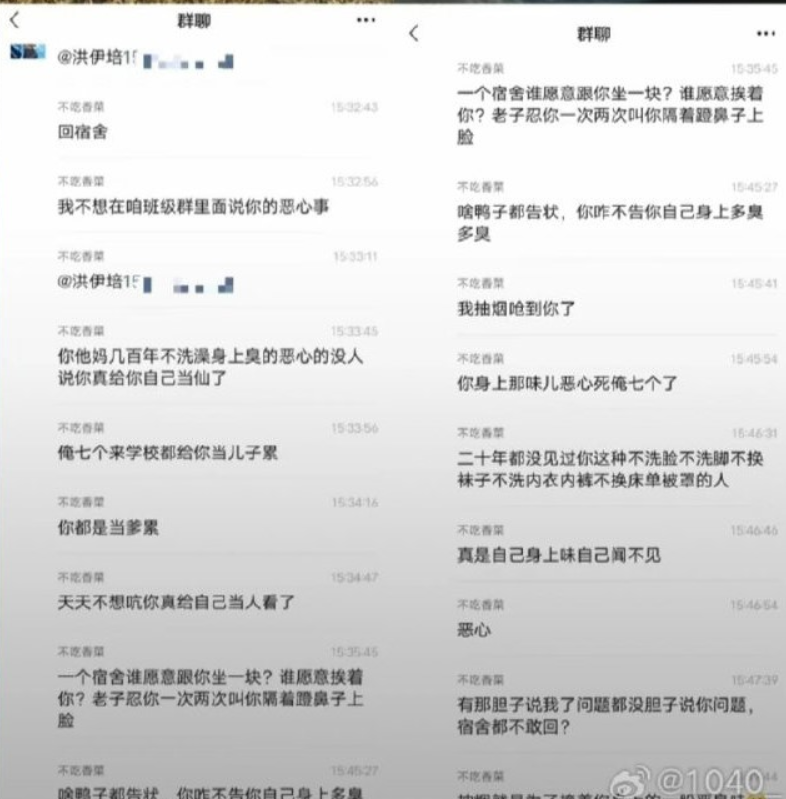 群聊
@洪伊培15
不吃香菜 15:32:43
回宿舍
不吃香菜 15:32:56
我不想在咱班级群里面说你的恶心事
不吃香菜 15:33:11
@洪伊培15
不吃香菜 15:33:45
你他妈几百年不洗澡身上臭的恶心的没人
说你真给你自己当仙了
不吃香菜 15:33:56
俺七个来学校都给你当儿子累
不吃香菜 15:34:16
你都是当爹累
不吃香菜 15:34:47
天天不想吭你真给自己当人看了
不吃香菜 15:35:45
一个宿舍谁愿意跟你坐一块？谁愿意挨着
你？老子忍你一次两次叫你隔着蹬鼻子上
脸
不吃香菜 15:45:27
啥鸭子都告状，你咋不告你自己身上多臭
群聊
不吃香菜 15:35:45
一个宿舍谁愿意跟你坐一块？谁愿意挨着
你？老子忍你一次两次叫你隔着蹬鼻子上
脸
不吃香菜 15:45:27
啥鸭子都告状，你咋不告你自己身上多臭
多臭
不吃香菜 15:45:41
我抽烟呛到你了
不吃香菜 15:45:54
你身上那味儿恶心死俺七个了
不吃香菜 15:46:31
二十年都没见过你这种不洗脸不洗脚不换
袜子不洗内衣内裤不换床单被罩的人
不吃香菜 15:46:46
真是自己身上味自己闻不见
不吃香菜 15:46:54
恶心
不吃香菜 15:47:39
有那胆子说我了问题都没胆子说你问题，
宿舍都不敢回？
不吃香菜
@1040